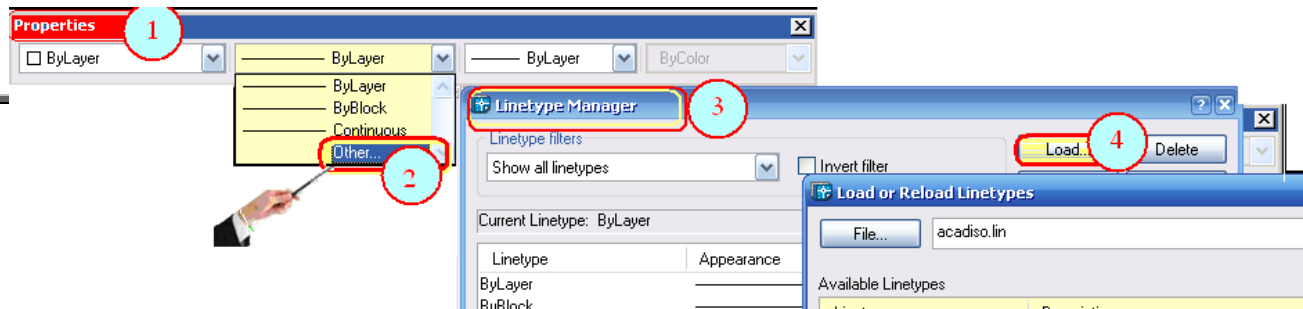 Properties
1
ByLayer
ByLayer
ByLayer
ByColor
ByLayer
ByBlock
Continuous
Other...
2
Linetype Manager
3
Linetype filters
Show all linetypes
Invert filter
Load...
4
Delete
Current Linetype: ByLayer
Linetype Appearance
ByLayer
ByBlock
Load or Reload Linetypes
File...
acadiso.lin
Available Linetypes